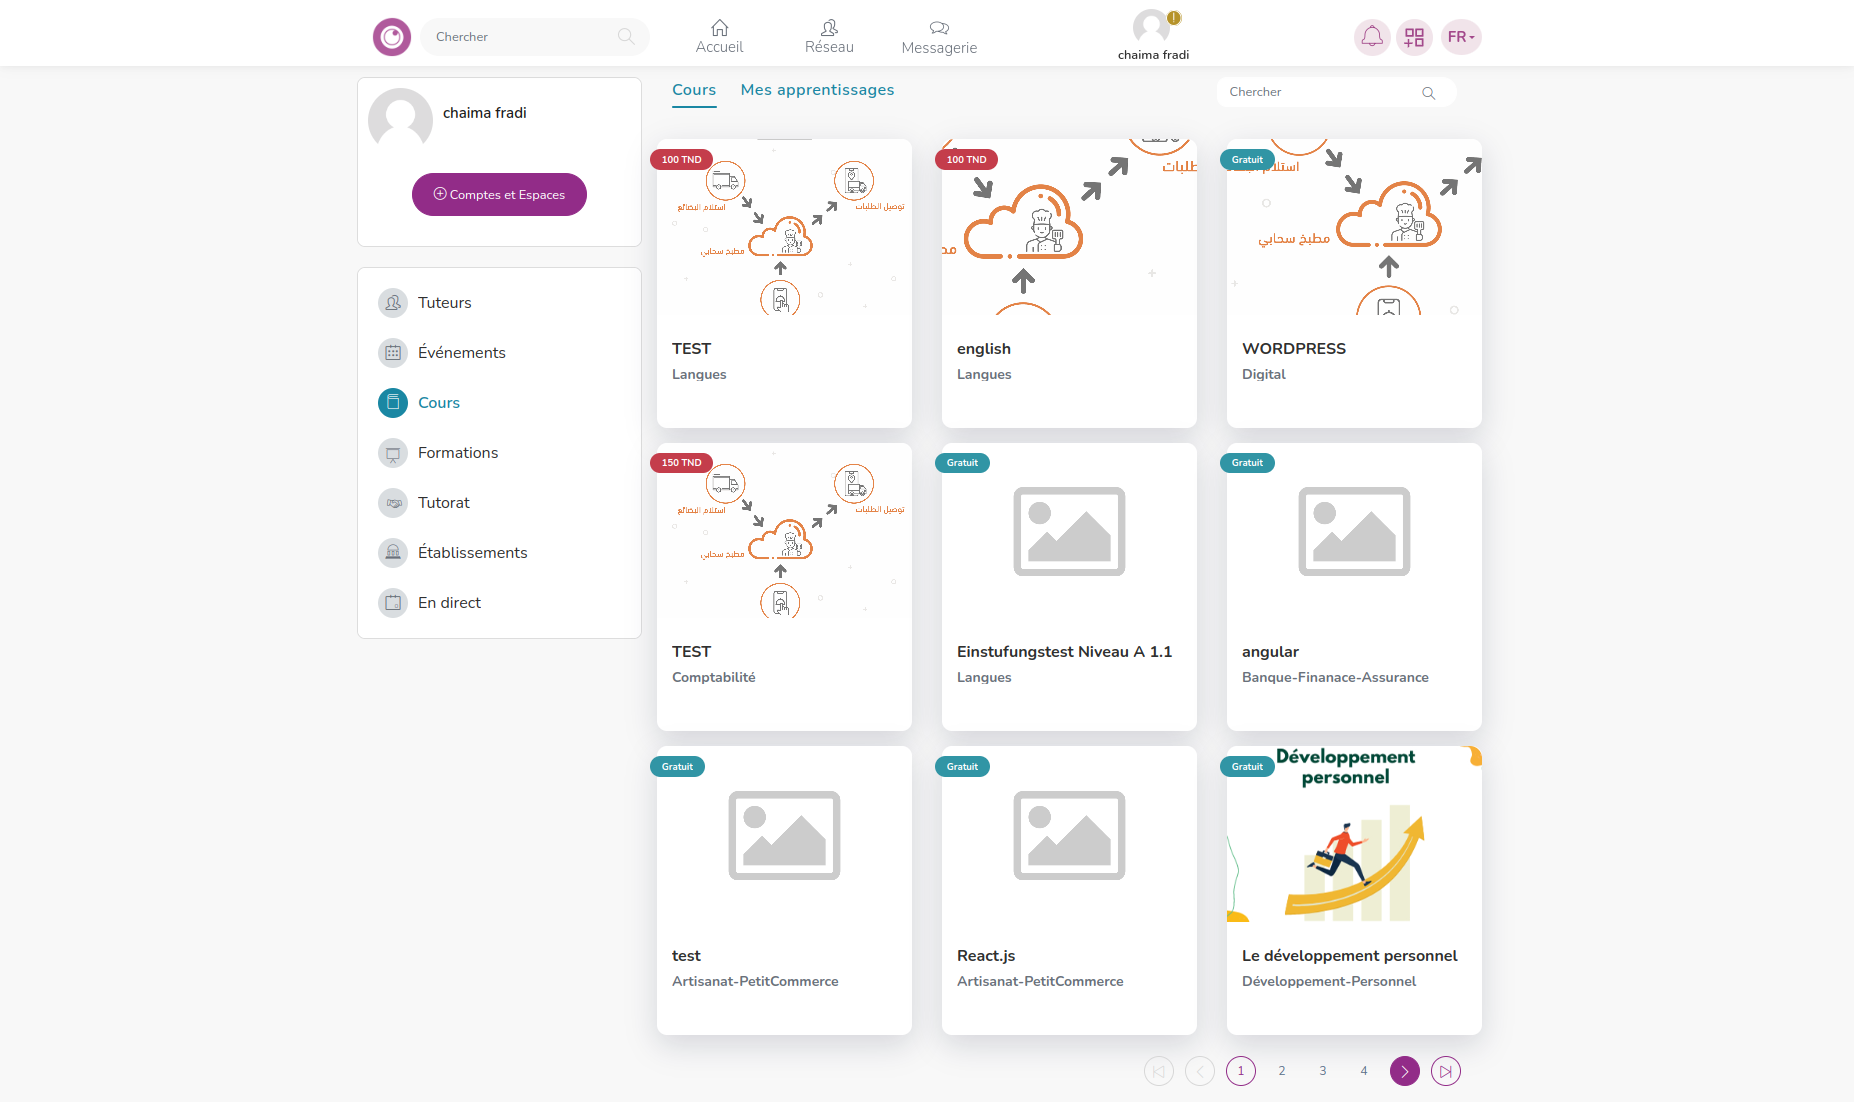 Chercher
Accueil
Réseau
Messagerie
!
chaima fradi
FR
chaima fradi
Comptes et Espaces
Tuteurs
Événements
Cours
Formations
Tutorat
Établissements
En direct
Cours
Mes apprentissages
Chercher
100 TND
استلام البضائع
توصيل الطلبات
مطبخ سحابي
TEST
Langues
100 TND
english
Langues
Gratuit
مطبخ سحابي
WORDPRESS
Digital
150 TND
استلام البضائع
توصيل الطلبات
مطبخ سحابي
TEST
Comptabilité
Gratuit
Einstufungstest Niveau A 1.1
Langues
Gratuit
angular
Banque-Finanace-Assurance
Gratuit
test
Artisanat-PetitCommerce
Gratuit
React.js
Artisanat-PetitCommerce
Gratuit
Développement
personnel
Le développement personnel
Développement-Personnel
1
2
3
4